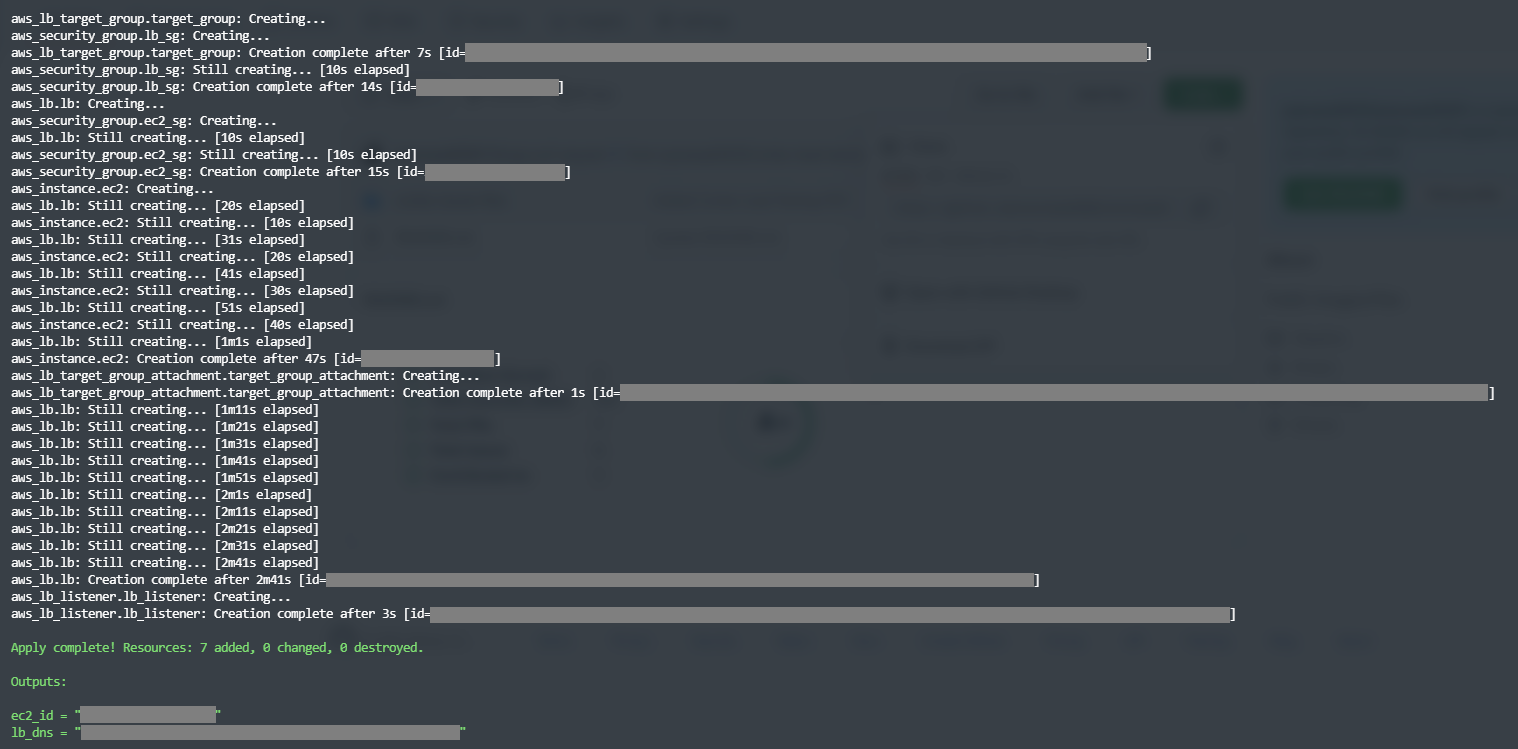 aws_lb_target_group.target_group: Creating...
aws_security_group.lb_sg: Creating...
aws_lb_target_group.target_group: Creation complete after 7s [id=]
aws_security_group.lb_sg: Still creating... [10s elapsed]
aws_security_group.lb_sg: Creation complete after 14s [id=]
aws_lb.lb: Creating...
aws_security_group.ec2_sg: Creating...
aws_lb.lb: Still creating... [10s elapsed]
aws_security_group.ec2_sg: Still creating... [10s elapsed]
aws_security_group.ec2_sg: Creation complete after 15s [id=]
aws_instance.ec2: Creating...
aws_lb.lb: Still creating... [20s elapsed]
aws_instance.ec2: Still creating... [10s elapsed]
aws_lb.lb: Still creating... [31s elapsed]
aws_instance.ec2: Still creating... [20s elapsed]
aws_lb.lb: Still creating... [41s elapsed]
aws_instance.ec2: Still creating... [30s elapsed]
aws_lb.lb: Still creating... [51s elapsed]
aws_instance.ec2: Still creating... [40s elapsed]
aws_lb.lb: Still creating... [1m1s elapsed]
aws_instance.ec2: Creation complete after 47s [id=]
aws_lb_target_group_attachment.target_group_attachment: Creating...
aws_lb_target_group_attachment.target_group_attachment: Creation complete after 1s [id=]
aws_lb.lb: Still creating... [1m11s elapsed]
aws_lb.lb: Still creating... [1m21s elapsed]
aws_lb.lb: Still creating... [1m31s elapsed]
aws_lb.lb: Still creating... [1m41s elapsed]
aws_lb.lb: Still creating... [1m51s elapsed]
aws_lb.lb: Still creating... [2m1s elapsed]
aws_lb.lb: Still creating... [2m11s elapsed]
aws_lb.lb: Still creating... [2m21s elapsed]
aws_lb.lb: Still creating... [2m31s elapsed]
aws_lb.lb: Still creating... [2m41s elapsed]
aws_lb.lb: Creation complete after 2m41s [id=]
aws_lb_listener.lb_listener: Creating...
aws_lb_listener.lb_listener: Creation complete after 3s [id=]
Apply complete! Resources: 7 added, 0 changed, 0 destroyed.
Outputs:
ec2_id = ""
lb_dns = ""